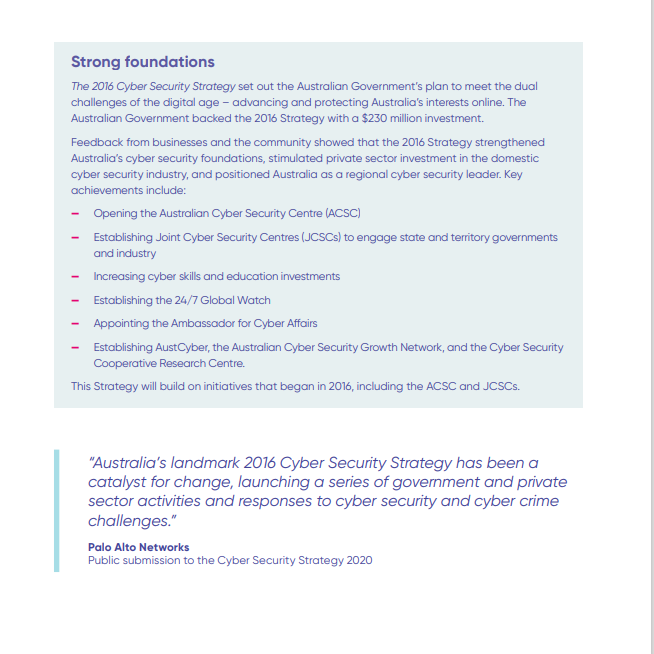 Strong foundations
The 2016 Cyber Security Strategy set out the Australian Government’s plan to meet the dual
challenges of the digital age – advancing and protecting Australia’s interests online. The
Australian Government backed the 2016 Strategy with a $230 million investment.
Feedback from businesses and the community showed that the 2016 Strategy strengthened
Australia’s cyber security foundations, stimulated private sector investment in the domestic
cyber security industry, and positioned Australia as a regional cyber security leader. Key
achievements include:
– Opening the Australian Cyber Security Centre (ACSC)
– Establishing Joint Cyber Security Centres (JCSCs) to engage state and territory governments
and industry
– Increasing cyber skills and education investments
– Establishing the 24/7 Global Watch
– Appointing the Ambassador for Cyber Affairs
– Establishing AustCyber, the Australian Cyber Security Growth Network, and the Cyber Security
Cooperative Research Centre.
This Strategy will build on initiatives that began in 2016, including the ACSC and JCSCs.
“Australia’s landmark 2016 Cyber Security Strategy has been a
catalyst for change, launching a series of government and private
sector activities and responses to cyber security and cyber crime
challenges.”
Palo Alto Networks
Public submission to the Cyber Security Strategy 2020